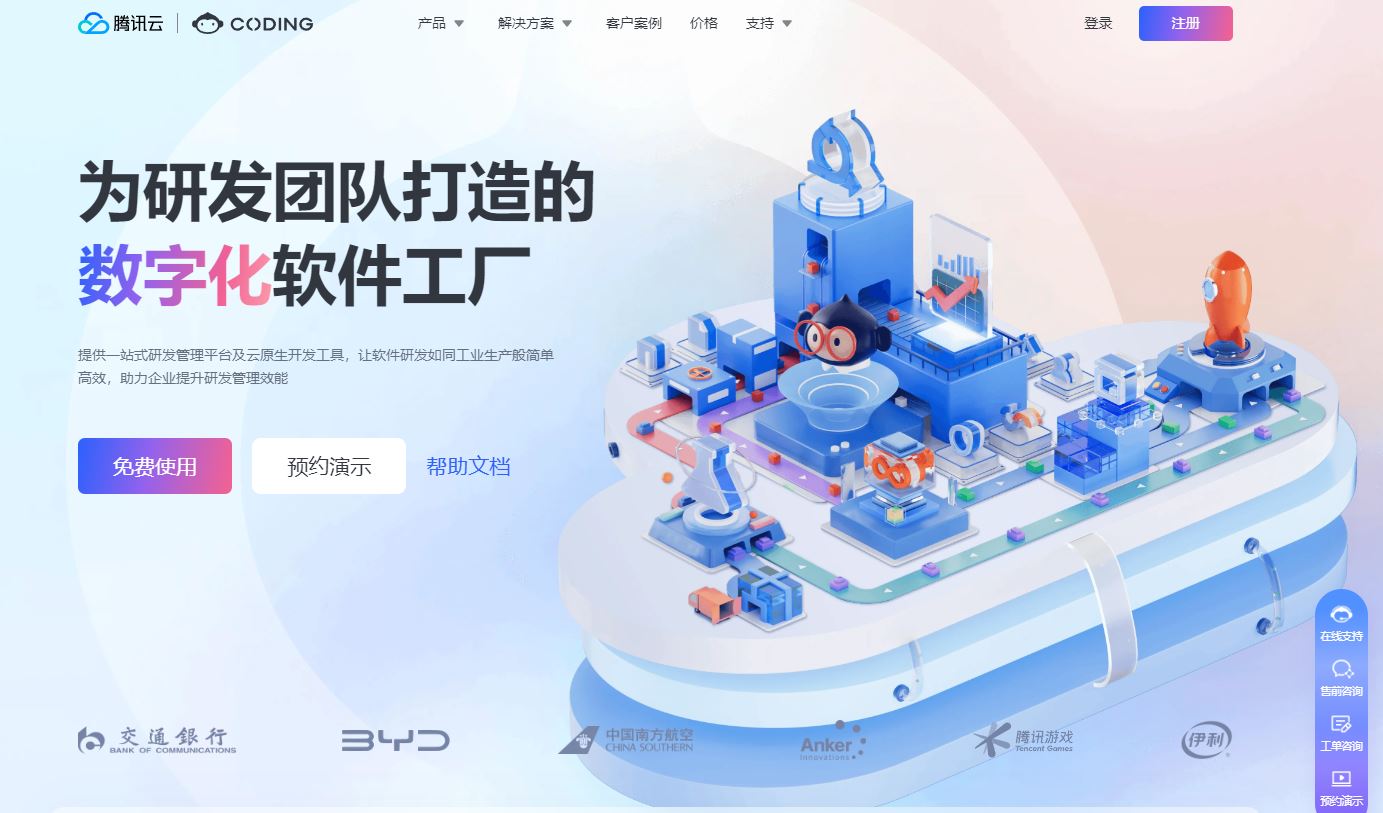 腾讯云 CODING
产品 解决方案 客户案例 价格 支持 登录 注册
为研发团队打造的
数字化软件工厂
提供一站式研发管理平台及云原生开发工具，让软件研发如同工业生产般简单
高效，助力企业提升研发管理效能
免费使用 预约演示 帮助文档
交通銀行
BANK OF COMMUNICATIONS
BYD
中国南方航空
CHINA SOUTHERN
Anker
Innovations
腾讯游戏
Tencent Games
伊利
在线支持
售前咨询
工单咨询
预约演示